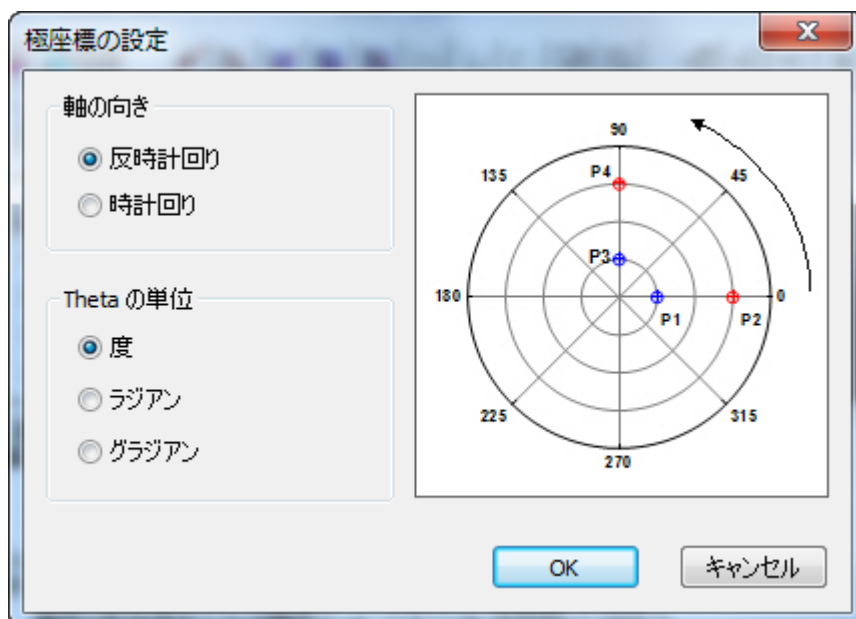 極座標の設定
軸の向き
反時計回り
時計回り
Theta の単位
度
ラジアン
グラジアン
90
135
P4
45
P3
180
0
P1
P2
225
315
270
OK
キャンセル